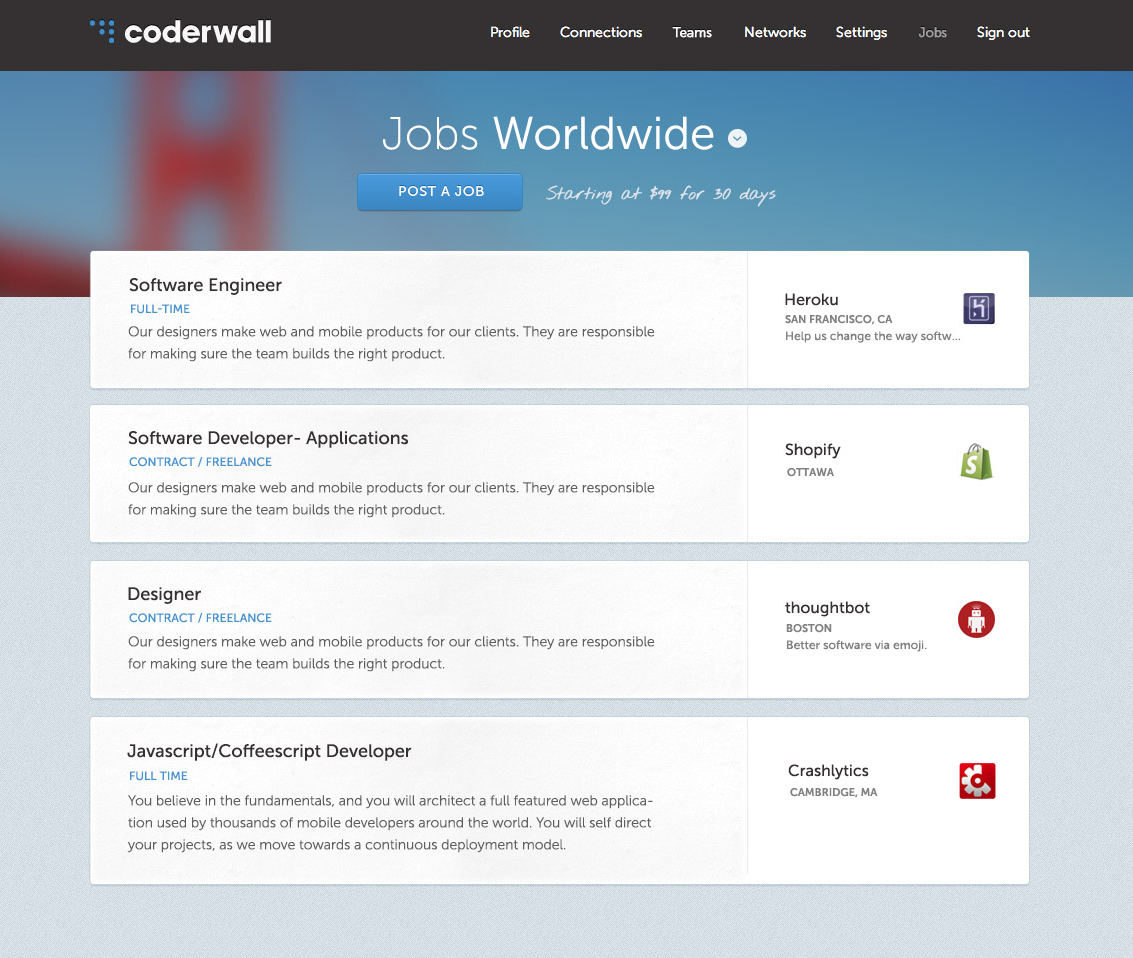 coderwall
Profile Connections Teams Networks Settings Jobs Sign out
Jobs Worldwide
POST A JOB
Starting at $99 for 30 days
Software Engineer
FULL-TIME
Our designers make web and mobile products for our clients. They are responsible
for making sure the team builds the right product.
Heroku
SAN FRANCISCO, CA
Help us change the way softw...
Software Developer- Applications
CONTRACT / FREELANCE
Our designers make web and mobile products for our clients. They are responsible
for making sure the team builds the right product.
Shopify
OTTAWA
Designer
CONTRACT / FREELANCE
Our designers make web and mobile products for our clients. They are responsible
for making sure the team builds the right product.
thoughtbot
BOSTON
Better software via emoji.
Javascript/Coffeescript Developer
FULL TIME
You believe in the fundamentals, and you will architect a full featured web applica-
tion used by thousands of mobile developers around the world. You will self direct
your projects, as we move towards a continuous deployment model.
Crashlytics
CAMBRIDGE, MA